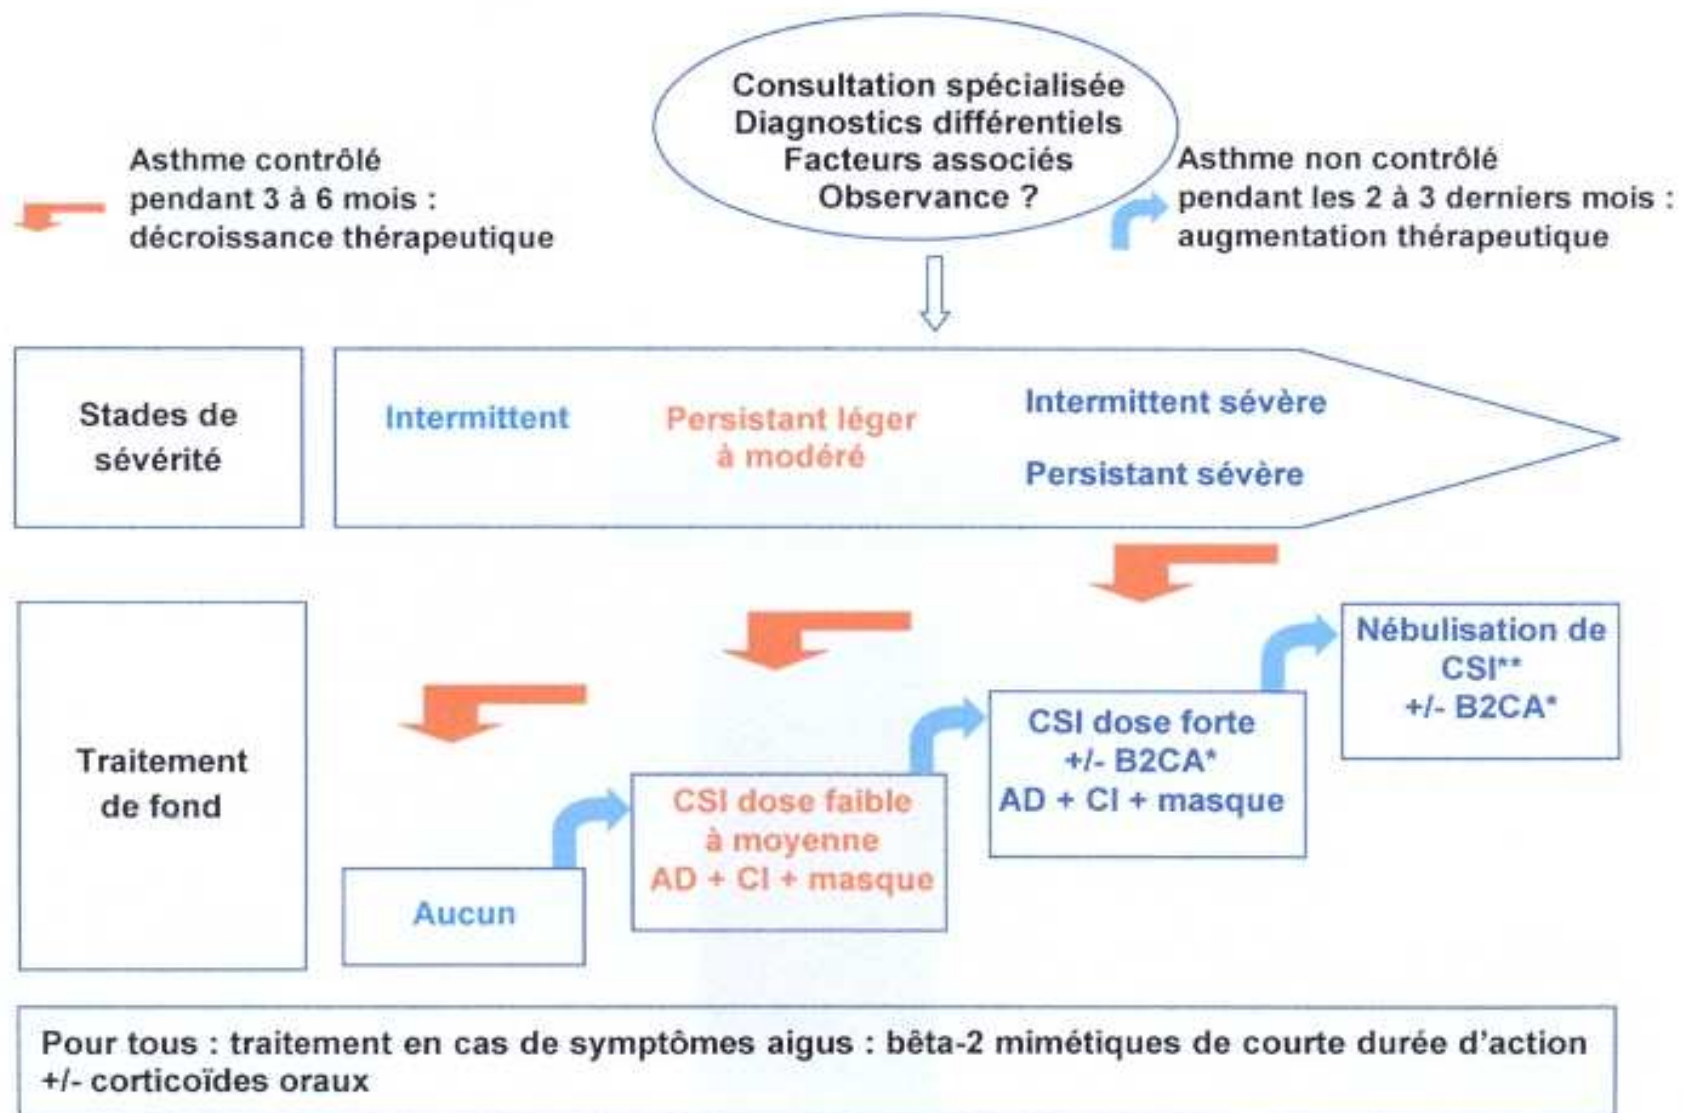 Consultation spécialisée
Diagnostics différentiels
Facteurs associés
Observance ?
Asthme contrôlé
pendant 3 à 6 mois :
décroissance thérapeutique
Asthme non contrôlé
pendant les 2 à 3 derniers mois :
augmentation thérapeutique
Stades de
sévérité
Intermittent
Persistant léger
à modéré
Intermittent sévère
Persistant sévère
Traitement
de fond
Aucun
CSI dose faible
à moyenne
AD + CI + masque
CSI dose forte
+/- B2CA*
AD + CI + masque
Nébulisation de
CSI**
+/- B2CA*
Pour tous : traitement en cas de symptômes aigus : bêta-2 mimétiques de courte durée d'action
+/- corticoïdes oraux